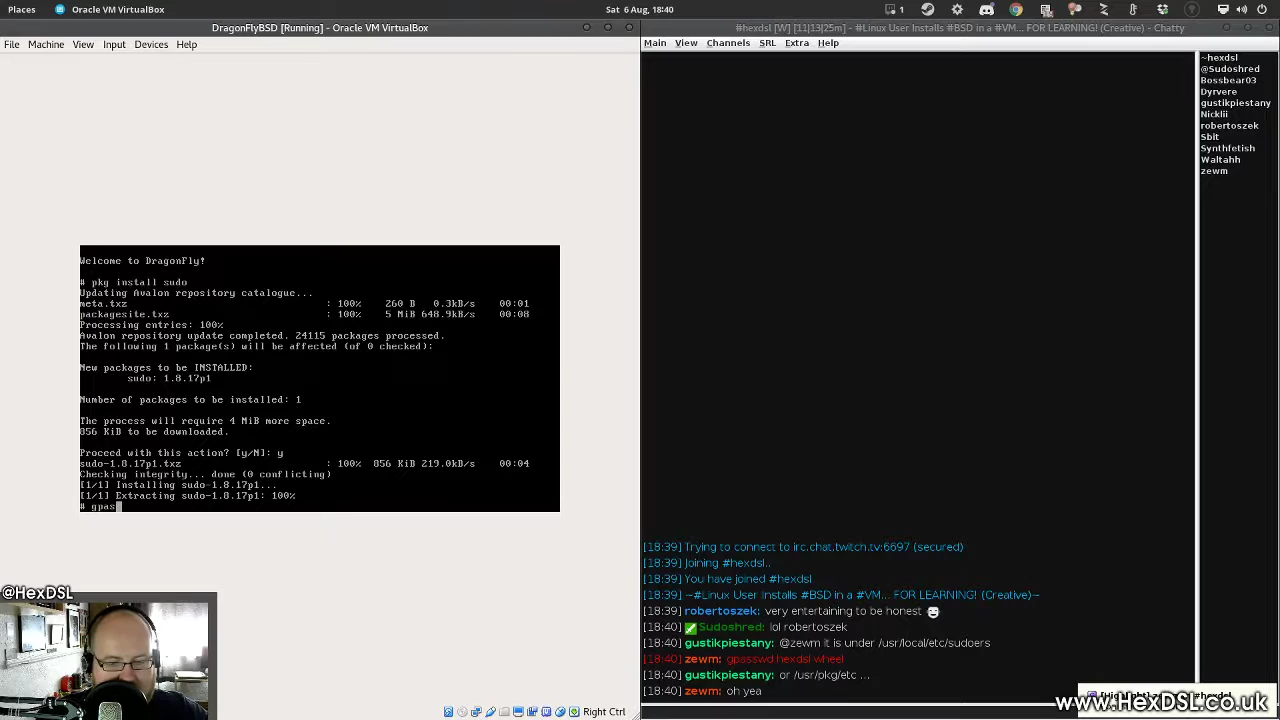 Places
Oracle VM VirtualBox
Sat 6 Aug, 18:40
1
DragonFlyBSD [Running] - Oracle VM VirtualBox
File Machine View Input Devices Help
Welcome to DragonFly!
# pkg install sudo
Updating Avalon repository catalogue...
meta.txz : 100% 260 B 0.3kB/s 00:01
packagesite.txz : 100% 5 MiB 648.9kB/s 00:08
Processing entries: 100%
Avalon repository update completed. 24115 packages processed.
The following 1 package(s) will be affected (of 0 checked):
New packages to be INSTALLED:
sudo: 1.8.17p1
Number of packages to be installed: 1
The process will require 4 MiB more space.
856 KiB to be downloaded.
Proceed with this action? [y/N]: y
sudo-1.8.17p1.txz : 100% 856 KiB 219.0kB/s 00:04
Checking integrity... done (0 conflicting)
[1/1] Installing sudo-1.8.17p1...
[1/1] Extracting sudo-1.8.17p1: 100%
# gpas
@HexDSL
Right Ctrl
#hexdsl [W] [11|13|25m] - #Linux User Installs #BSD in a #VM... FOR LEARNING! (Creative) - Chatty
Main View Channels SRL Extra Help
[18:39] Trying to connect to irc.chat.twitch.tv:6697 (secured)
[18:39] Joining #hexdsl..
[18:39] You have joined #hexdsl
[18:39] ~#Linux User Installs #BSD in a #VM... FOR LEARNING! (Creative)~
[18:39] robertoszek: very entertaining to be honest
[18:40] Sudoshred: lol robertoszek
[18:40] gustikpiestany: @zewm it is under /usr/local/etc/sudoers
[18:40] zewm: gpasswd hexdsl wheel
[18:40] gustikpiestany: or /usr/pkg/etc ...
[18:40] zewm: oh yea
~hexdsl
@Sudoshred
Bossbear03
Dyrvere
gustikpiestany
Nicklii
robertoszek
Sbit
Synthfetish
Waltahh
zewm
www.HexDSL.co.uk